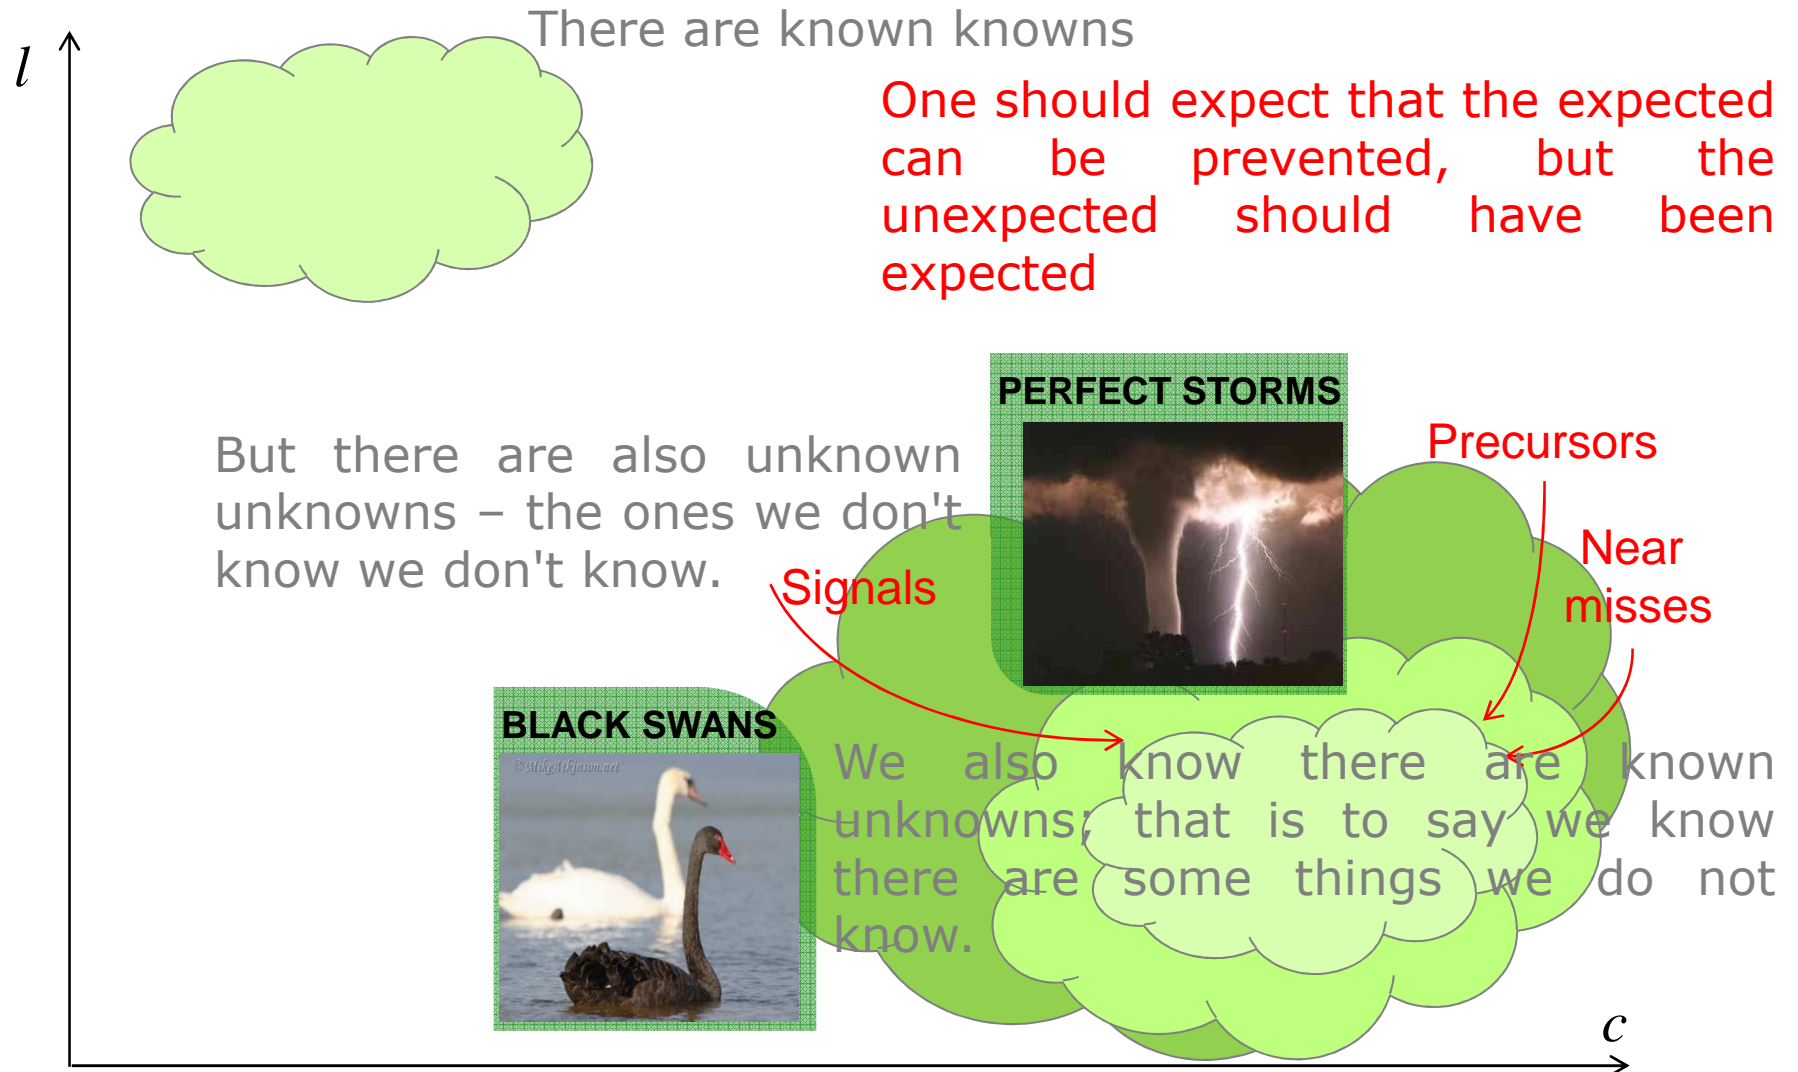 There are known knowns
l
One should expect that the expected
can be prevented, but the
unexpected should have been
expected
PERFECT STORMS
Precursors
But there are also unknown
unknowns – the ones we don't
know we don't know.
Near
misses
Signals
BLACK SWANS
© MikeAtkinson.net
We also know there are known
unknowns; that is to say we know
there are some things we do not
know.
c